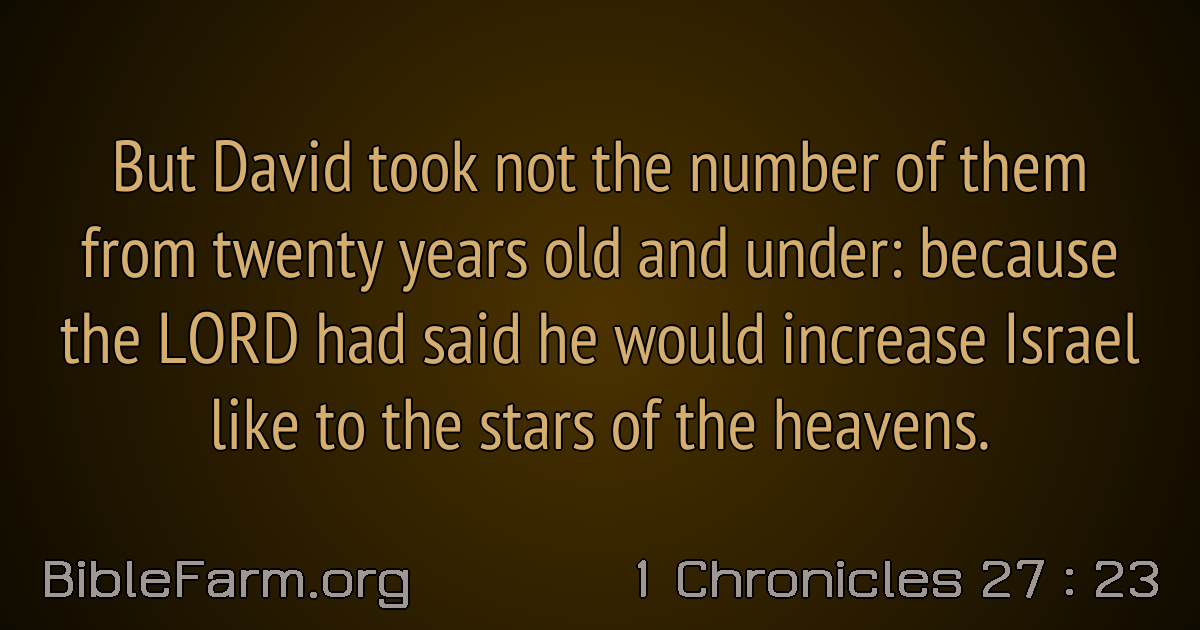 But David took not the number of them
from twenty years old and under: because
the LORD had said he would increase Israel
like to the stars of the heavens.
BibleFarm.org
1 Chronicles 27 : 23